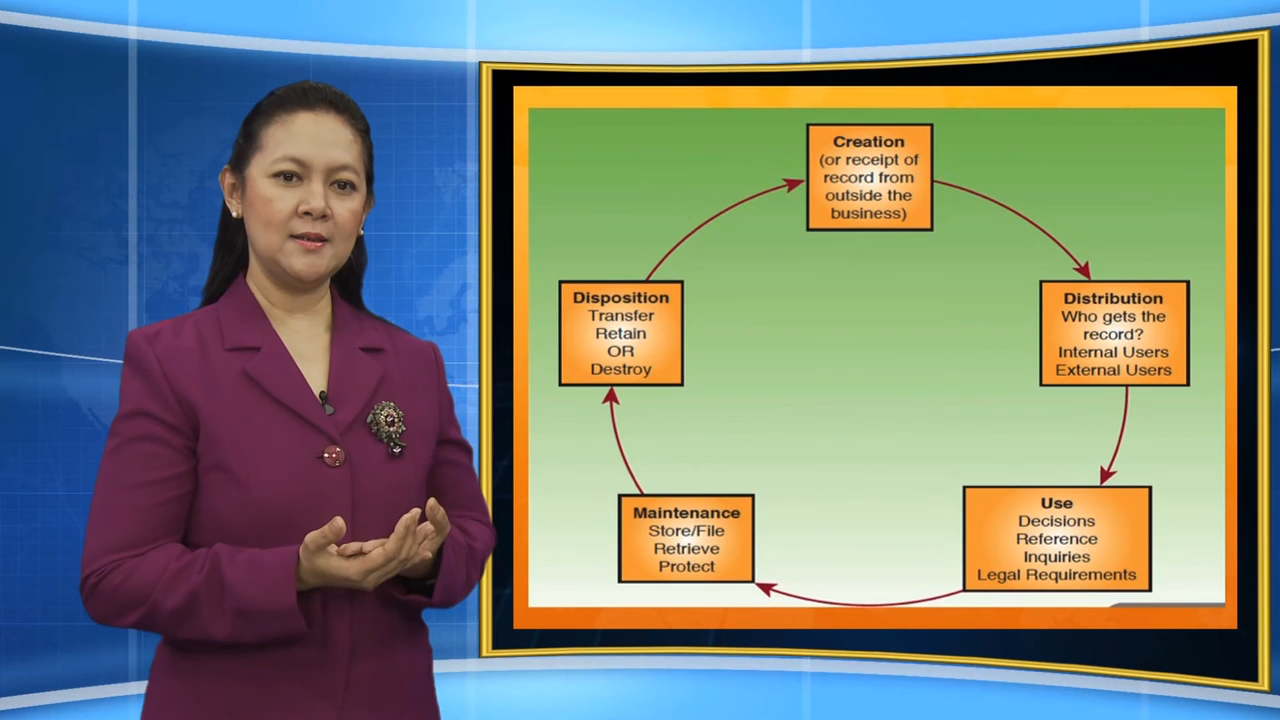 Creation
(or receipt of
record from
outside the
business)
Distribution
Who gets the
record?
Internal Users
External Users
Use
Decisions
Reference
Inquiries
Legal Requirements
Maintenance
Store/File
Retrieve
Protect
Disposition
Transfer
Retain
OR
Destroy